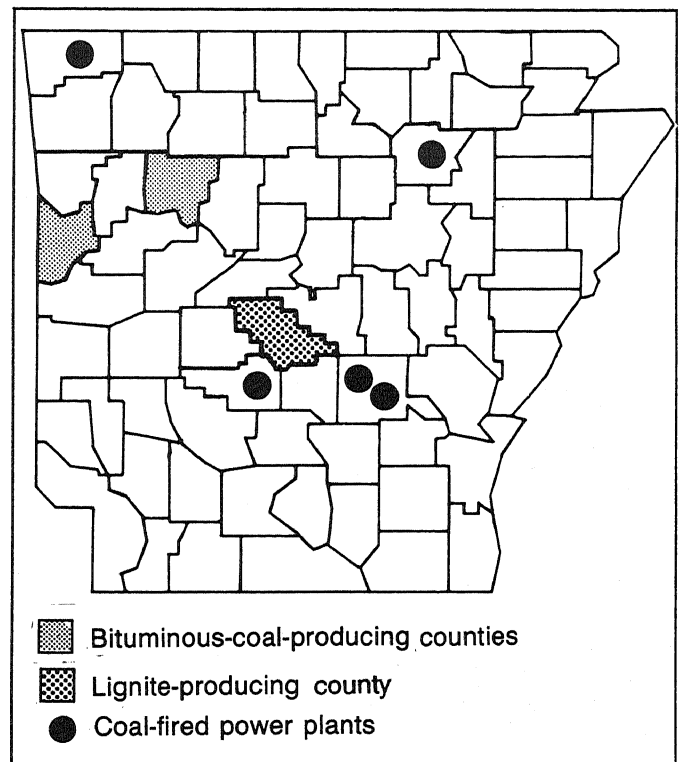 Bituminous-coal-producing counties
Lignite-producing county
Coal-fired power plants